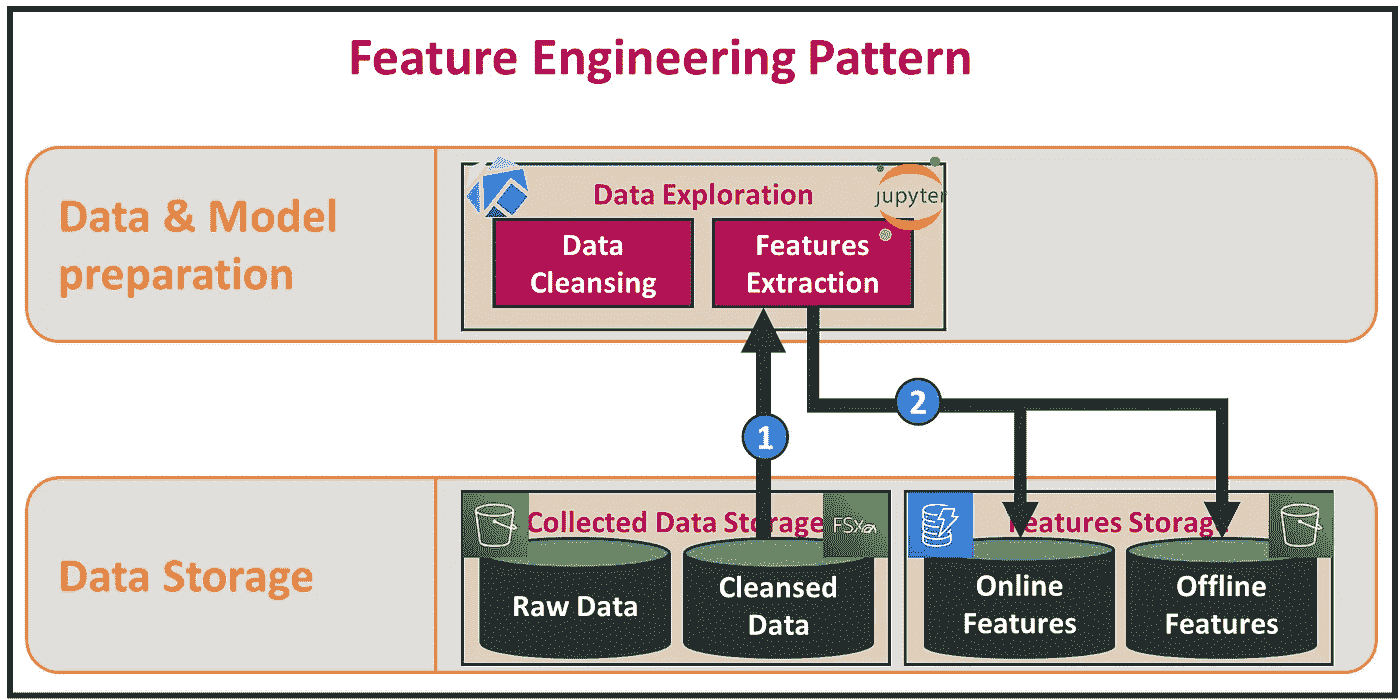 Feature Engineering Pattern
Data & Model
preparation
Data Exploration
jupyter
Data
Cleansing
Features
Extraction
1
2
Data Storage
Collected Data Storage
FSx
Raw Data
Cleansed
Data
Features Storage
Online
Features
Offline
Features